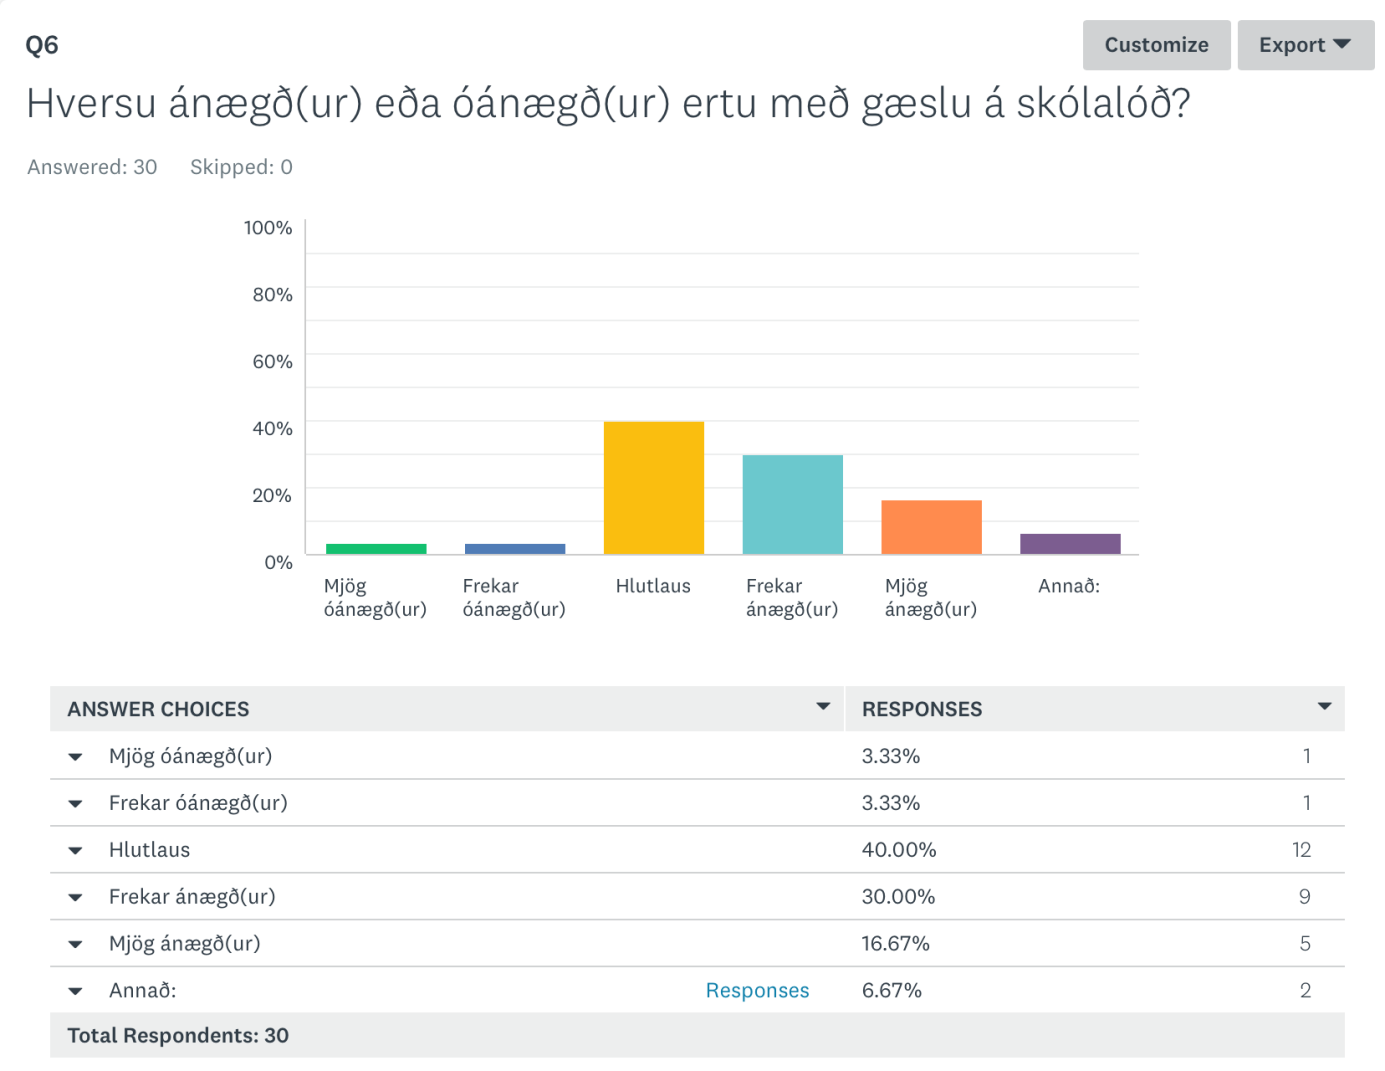 Q6
Customize
Export
Hversu ánægð(ur) eða óánægð(ur) ertu með gæslu á skólalóð?
Answered: 30 Skipped: 0
100%
80%
60%
40%
20%
0%
Mjög óánægð(ur)
Frekar óánægð(ur)
Hlutlaus
Frekar ánægð(ur)
Mjög ánægð(ur)
Annað:
ANSWER CHOICES RESPONSES
Mjög óánægð(ur) 3.33% 1
Frekar óánægð(ur) 3.33% 1
Hlutlaus 40.00% 12
Frekar ánægð(ur) 30.00% 9
Mjög ánægð(ur) 16.67% 5
Annað: Responses 6.67% 2
Total Respondents: 30